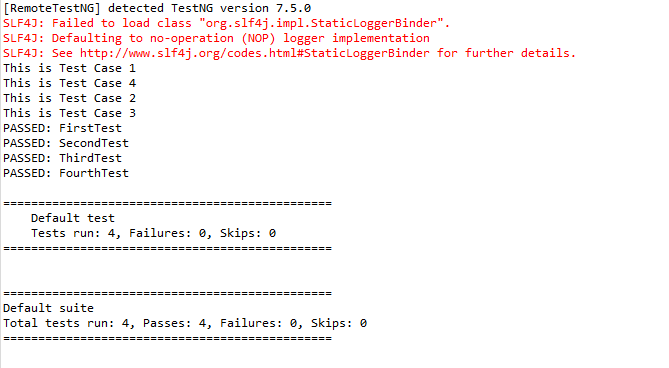 [RemoteTestNG] detected TestNG version 7.5.0
SLF4J: Failed to load class "org.slf4j.impl.StaticLoggerBinder".
SLF4J: Defaulting to no-operation (NOP) logger implementation
SLF4J: See http://www.slf4j.org/codes.html#StaticLoggerBinder for further details.
This is Test Case 1
This is Test Case 4
This is Test Case 2
This is Test Case 3
PASSED: FirstTest
PASSED: SecondTest
PASSED: ThirdTest
PASSED: FourthTest
===============================================
Default test
Tests run: 4, Failures: 0, Skips: 0
===============================================
===============================================
Default suite
Total tests run: 4, Passes: 4, Failures: 0, Skips: 0
===============================================